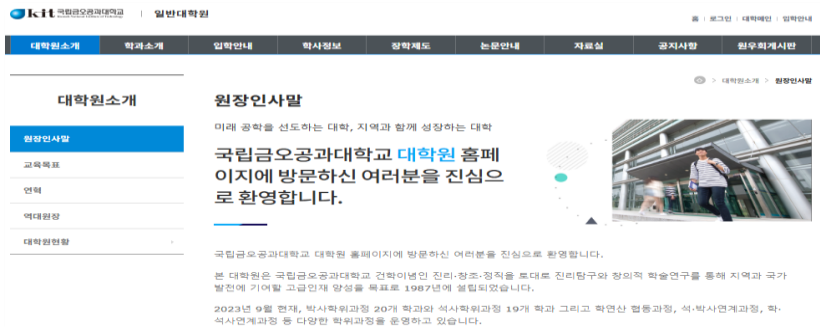 kit 국립금오공과대학교 일반대학원
홈 로그인 대학메인 입학안내
대학원소개 학과소개 입학안내 학사정보 장학제도 논문안내 자료실 공지사항 원우회게시판
> 대학원소개 > 원장인사말
대학원소개
원장인사말
교육목표
연혁
역대원장
대학원현황
원장인사말
미래 공학을 선도하는 대학, 지역과 함께 성장하는 대학
국립금오공과대학교 대학원 홈페
이지에 방문하신 여러분을 진심으
로 환영합니다.
국립금오공과대학교 대학원 홈페이지에 방문하신 여러분을 진심으로 환영합니다.
본 대학원은 국립금오공과대학교 건학이념인 진리·창조·정직을 토대로 진리탐구와 창의적 학술연구를 통해 지역과 국가
발전에 기여할 고급인재 양성을 목표로 1987년에 설립되었습니다.
2023년 9월 현재, 박사학위과정 20개 학과와 석사학위과정 19개 학과 그리고 학연산 협동과정, 석·박사연계과정, 학·
석사연계과정 등 다양한 학위과정을 운영하고 있습니다.